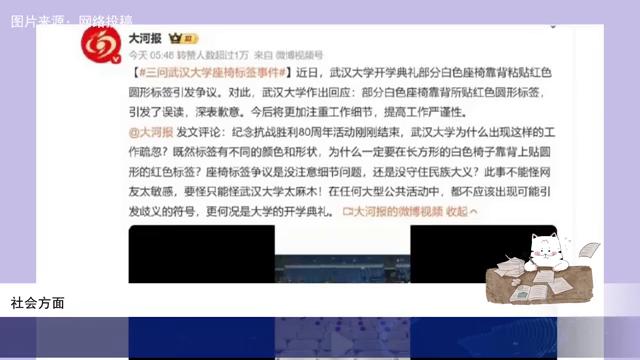 图片来源:网络投稿
大河报
今天 05:48 转赞人数超过1万 来自 微博视频号
【#三问武汉大学座椅标签事件#】近日,武汉大学开学典礼部分白色座椅靠背粘贴红色
圆形标签引发争议。对此,武汉大学作出回应:部分白色座椅靠背所贴红色圆形标签,
引发了误读,深表歉意。今后将更加注重工作细节,提高工作严谨性。
@大河报 发文评论:纪念抗战胜利80周年活动刚刚结束,武汉大学为什么出现这样的工
作疏忽?既然标签有不同的颜色和形状,为什么一定要在长方形的白色椅子靠背上贴圆
形的红色标签?座椅标签争议是没注意细节问题,还是没守住民族大义?此事不能怪网
友太敏感,要怪只能怪武汉大学太麻木!在任何大型公共活动中,都不应该出现可能引
发歧义的符号,更何况是大学的开学典礼。 大河报的微博视频 收起
社会方面